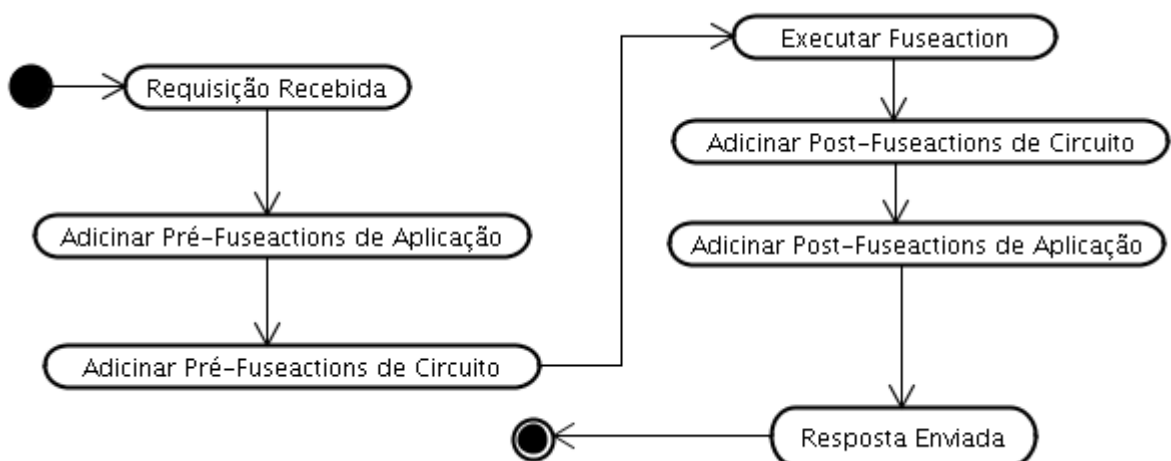 Requisição Recebida
Adicinar Pré-Fuseactions de Aplicação
Adicinar Pré-Fuseactions de Circuito
Executar Fuseaction
Adicinar Post-Fuseactions de Circuito
Adicinar Post-Fuseactions de Aplicação
Resposta Enviada